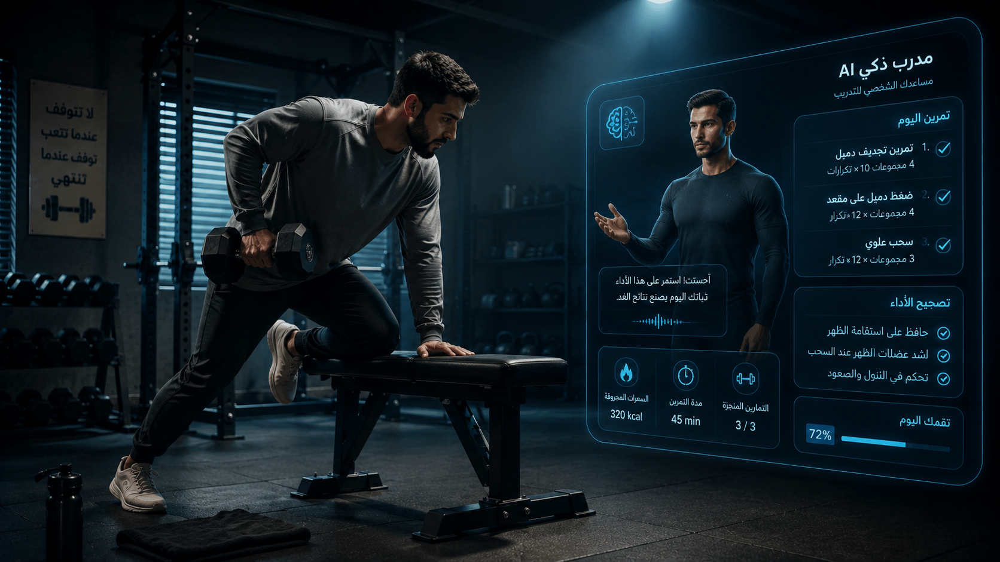 لا تتوقف
عندما تتعب
توقف عندما
تنتهي
مدرب ذكي AI
مساعدك الشخصي للتدريب
تمرين اليوم
1. تمرين تجديف دمبل
4 مجموعات × 10 تكرارات
2. ضغط دمبل على مقعد
4 مجموعات × 12 تكرار
3. سحب علوي
3 مجموعات × 12 تكرار
أحسنت! استمر على هذا الأداء
ثباتك اليوم يصنع نتائج الغد.
تصحيح الأداء
حافظ على استقامة الظهر
لشد عضلات الظهر عند السحب
تحكم في والصعود
السعرات المحروقة
320 kcal
مدة التمرين
45 min
التمارين المنجزة
3 / 3
تقمك اليوم
72%